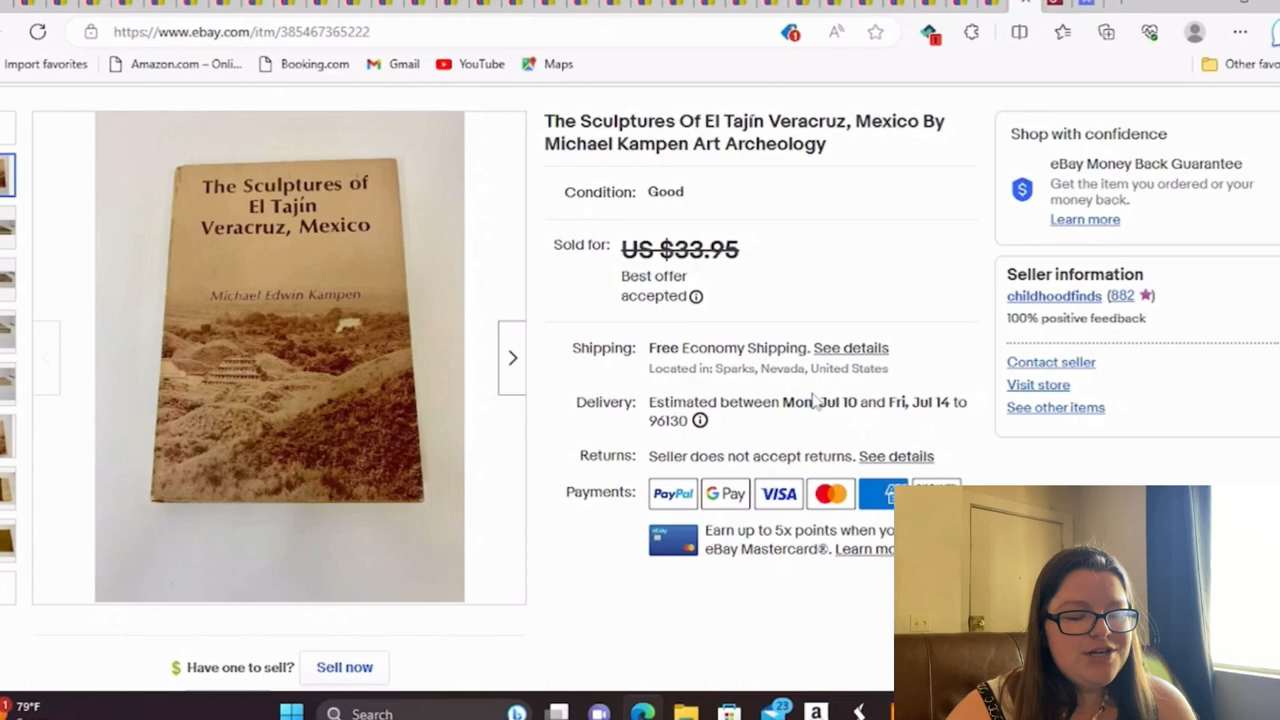 https://www.ebay.com/itm/385467365222
1
1
Import favorites
Amazon.com – Onli...
Booking.com
Gmail
YouTube
Maps
Other favo
The Sculptures of
El Tajín
Veracruz, Mexico
Michael Edwin Kampen
The Sculptures Of El Tajín Veracruz, Mexico By
Michael Kampen Art Archeology
Condition: Good
Sold for: US $33.95
Best offer
accepted
Shipping: Free Economy Shipping. See details
Located in: Sparks, Nevada, United States
Delivery: Estimated between Mon, Jul 10 and Fri, Jul 14 to
96130
Returns: Seller does not accept returns. See details
Payments: PayPal G Pay VISA
ebay
Earn up to 5x points when yo
eBay Mastercard®. Learn mo
Shop with confidence
eBay Money Back Guarantee
Get the item you ordered or your
money back.
Learn more
Seller information
childhoodfinds (882)
100% positive feedback
Contact seller
Visit store
See other items
Have one to sell? Sell now
1
79°F
Search
23
a